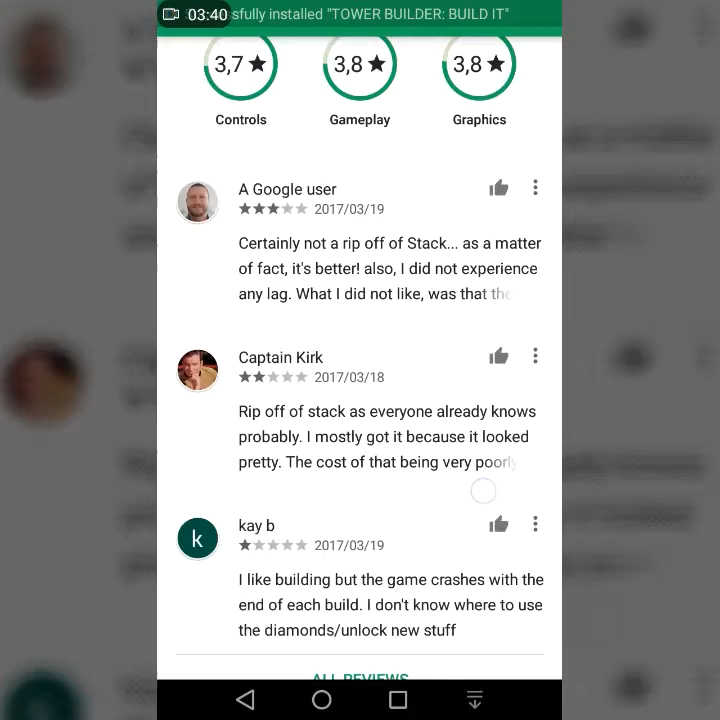 03:40
sfully installed "TOWER BUILDER: BUILD IT"
3,7 ★ 3,8 ★ 3,8 ★
Controls Gameplay Graphics
A Google user
★★★★★ 2017/03/19
Certainly not a rip off of Stack... as a matter
of fact, it's better! also, I did not experience
any lag. What I did not like, was that the
Captain Kirk
★★★★★ 2017/03/18
Rip off of stack as everyone already knows
probably. I mostly got it because it looked
pretty. The cost of that being very poorly
k
kay b
★★★★★ 2017/03/19
I like building but the game crashes with the
end of each build. I don't know where to use
the diamonds/unlock new stuff
ALL REVIEWS